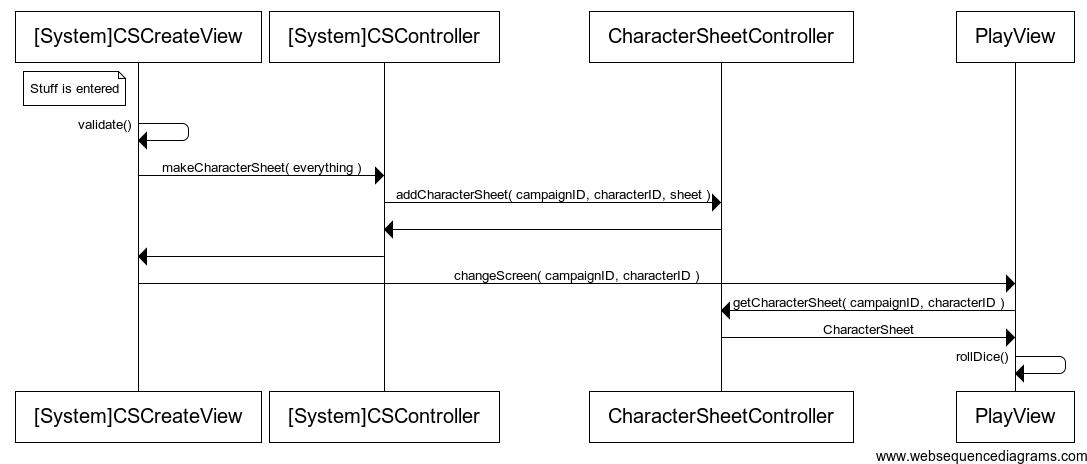 [System]CSCreateView
[System]CSController
CharacterSheetController
PlayView
Stuff is entered
validate()
makeCharacterSheet( everything )
addCharacterSheet( campaignID, characterID, sheet )
changeScreen( campaignID, characterID )
getCharacterSheet( campaignID, characterID )
CharacterSheet
rollDice()
[System]CSCreateView
[System]CSController
CharacterSheetController
PlayView
www.websequencediagrams.com